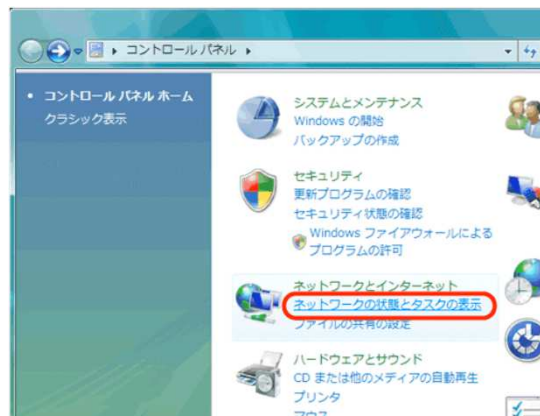 コントロール パネル
コントロール パネル ホーム
クラシック表示
システムとメンテナンス
Windows の開始
バックアップの作成
セキュリティ
更新プログラムの確認
セキュリティ状態の確認
Windows ファイアウォールによる
プログラムの許可
ネットワークとインターネット
ネットワークの状態とタスクの表示
ファイルの共有の設定
ハードウェアとサウンド
CD または他のメディアの自動再生
プリンタ
マウス